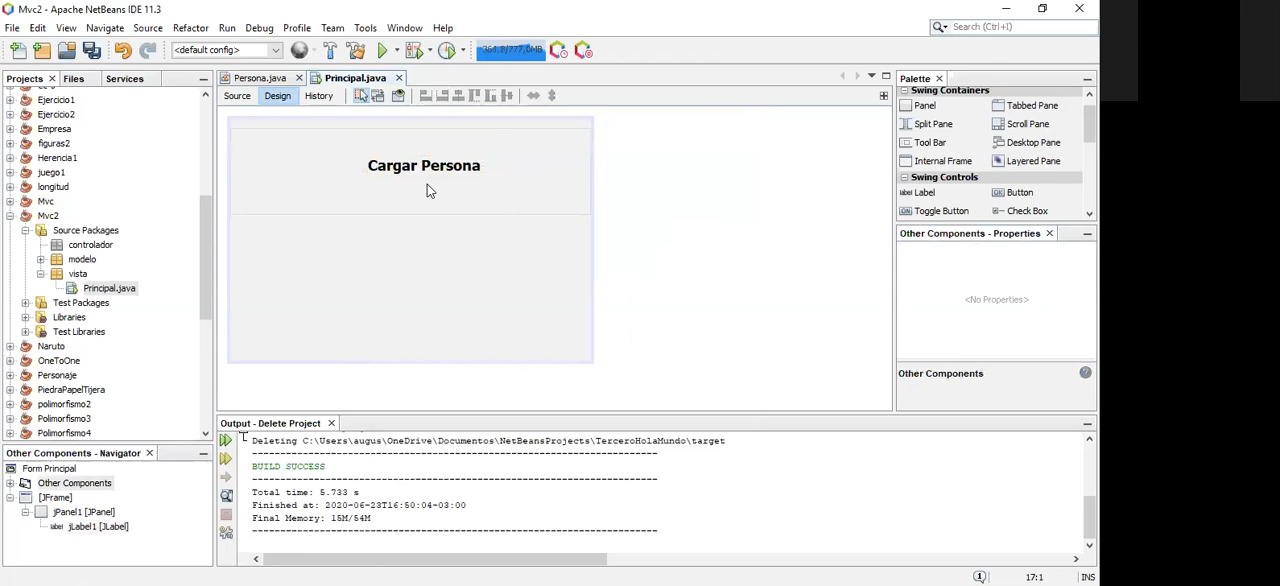 Mvc2 - Apache NetBeans IDE 11.3
File Edit View Navigate Source Refactor Run Debug Profile Team Tools Window Help
Search (Ctrl+I)
<default config>
Projects Files Services
Persona.java Principal.java
Palette
Source Design History
Swing Containers
Panel Tabbed Pane
Split Pane Scroll Pane
Tool Bar Desktop Pane
Internal Frame Layered Pane
Swing Controls
label Label OK Button
ON Toggle Button Check Box
Ejercicio1
Ejercicio2
Empresa
figuras2
Herencia1
juego1
longitud
Mvc
Mvc2
Source Packages
controlador
modelo
vista
Principal.java
Test Packages
Libraries
Test Libraries
Naruto
OneToOne
Personaje
PiedraPapelTijera
polimorfismo2
Polimorfismo3
Polimorfismo4
Cargar Persona
Other Components - Properties
<No Properties>
Other Components
Output - Delete Project
Deleting C:\Users\augus\OneDrive\Documentos\NetBeansProjects\TerceroHolaMundo\target
------------------------------------------------------------------------
BUILD SUCCESS
------------------------------------------------------------------------
Total time: 5.733 s
Finished at: 2020-06-23T16:50:04-03:00
Final Memory: 15M/54M
------------------------------------------------------------------------
Other Components - Navigator
Form Principal
Other Components
[JFrame]
jPanel1 [JPanel]
label jLabel1 [JLabel]
1 17:1 INS